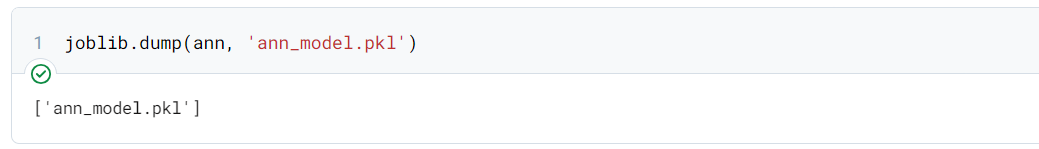 1 joblib.dump(ann, 'ann_model.pkl')
['ann_model.pkl']